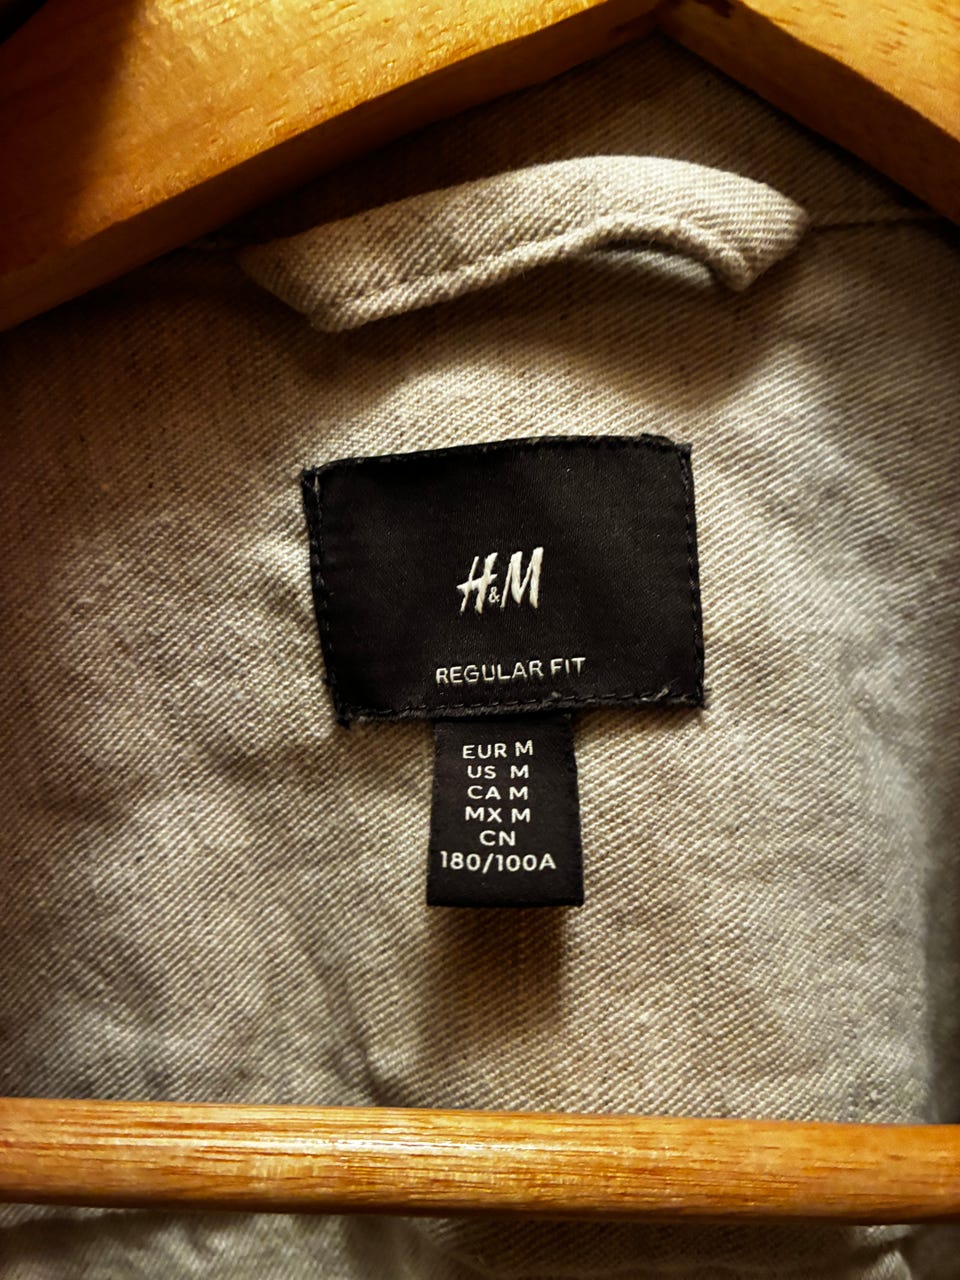 H&M
REGULAR FIT
EUR M
US M
CA M
MX M
CN
180/100A